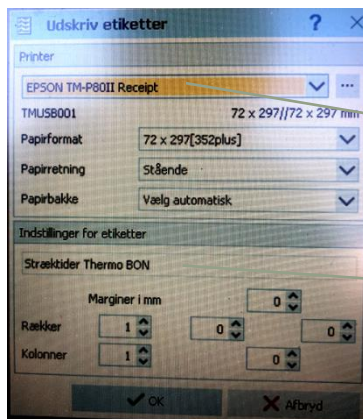 Udskriv etiketter ?
Printer
EPSON TM-P80II Receipt ...
TMUSB001 72 x 297//72 x 297 mm
Papirformat 72 x 297[352plus]
Papirretning Stående
Papirbakke Vælg automatisk
Indstillinger for etiketter
Stræktider Thermo BON
Marginer i mm 0
Rækker 1 0 0
Kolonner 1 0
OK Afbryd